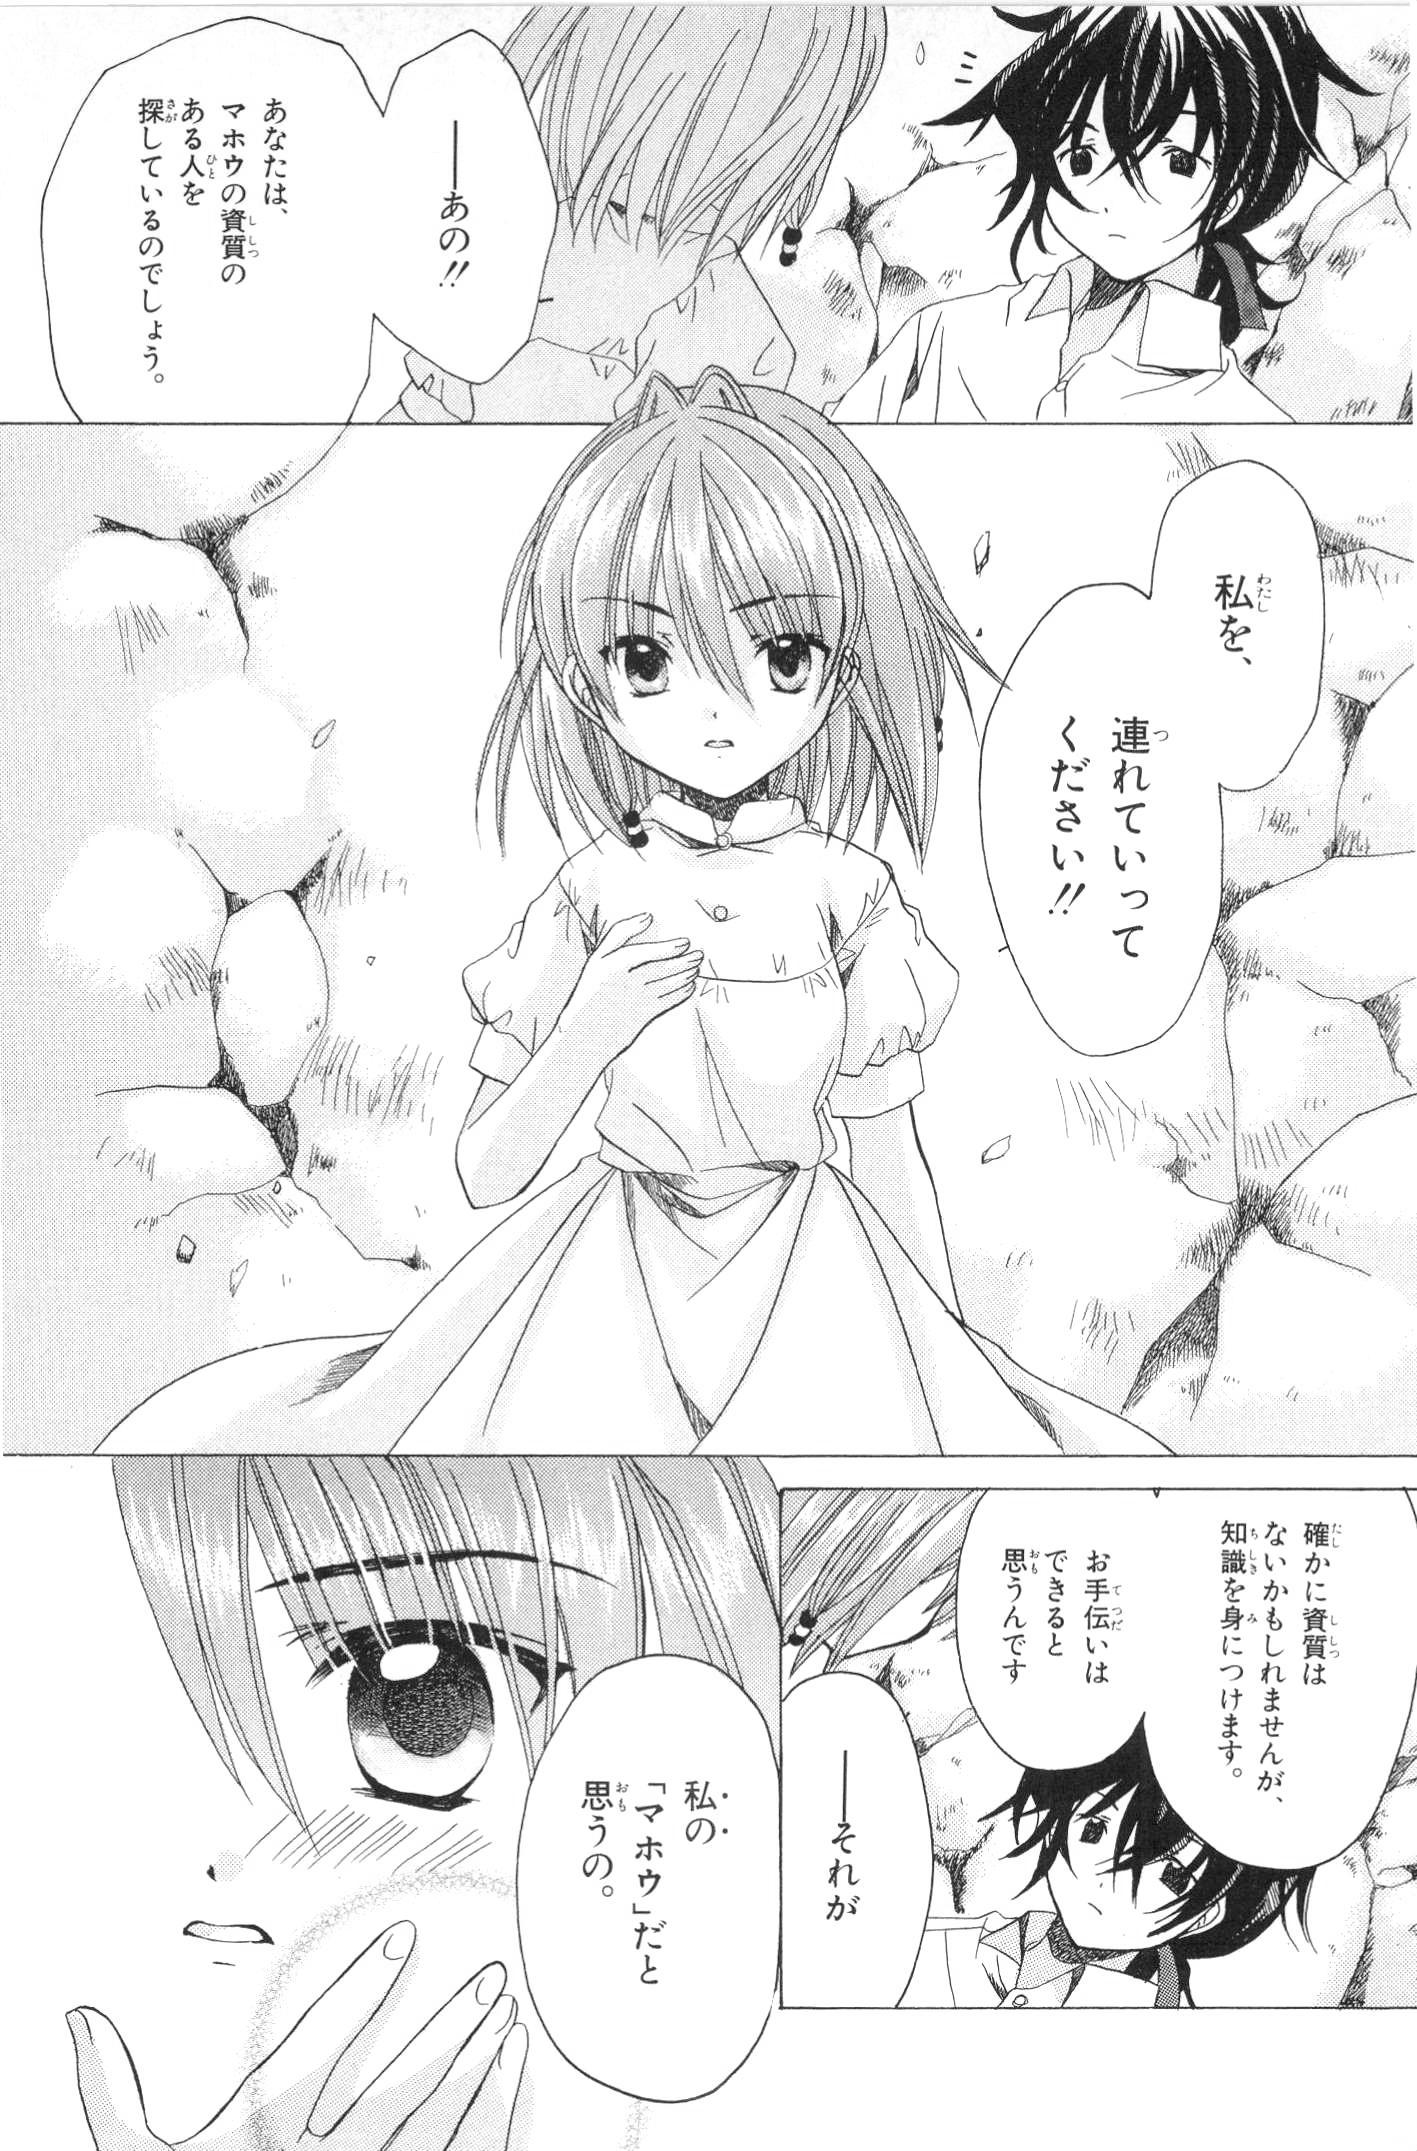 ――あの!!
あなたは、
マホウの資質の
ある人を
探しているのでしょう。
私を、
連れていって
ください!!
確かに資質は
ないかもしれませんが、
知識を身につけます。
お手伝いは
できると
思うんです
――それが
私の
「マホウ」だと
思うの。